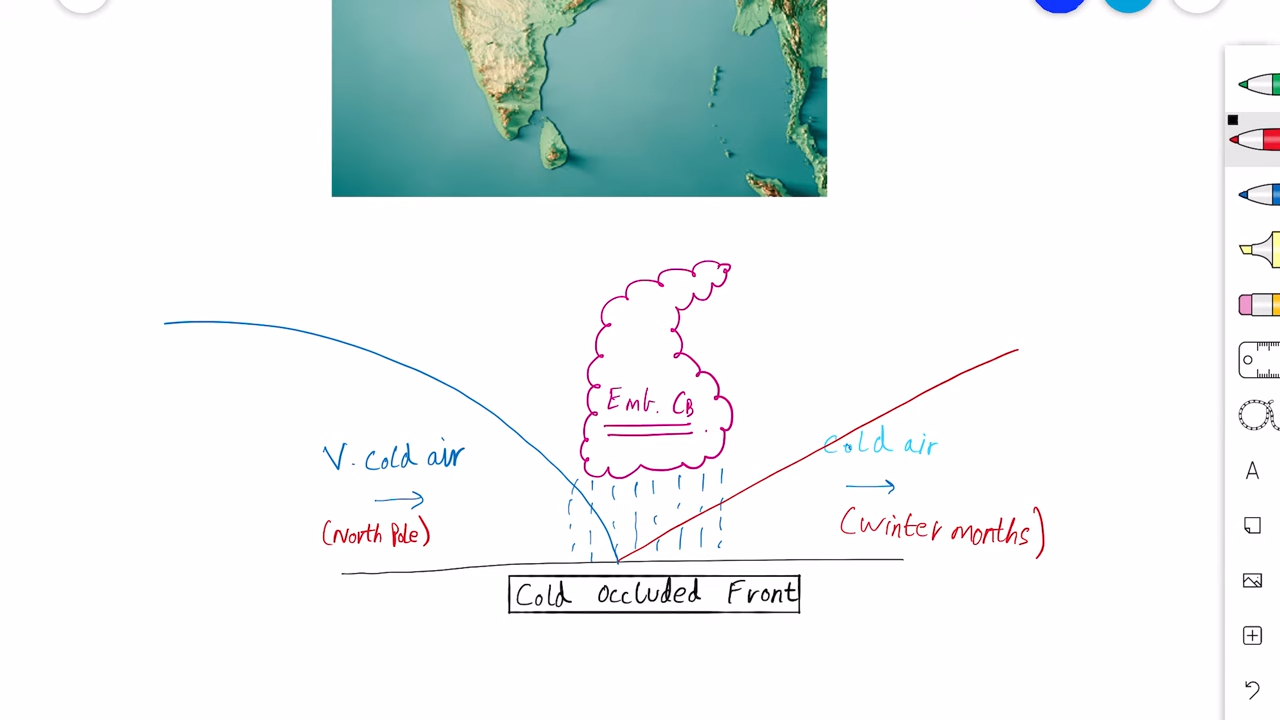 Emb. CB
V. cold air
cold air
(North Pole)
(winter months)
Cold Occluded Front
A